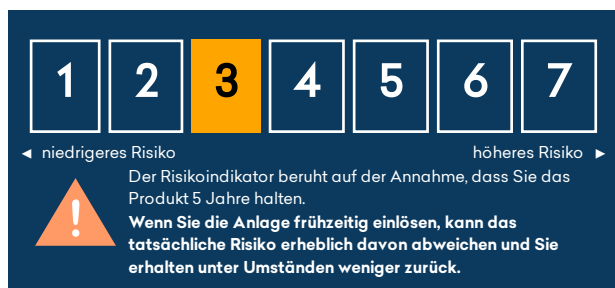 1 2 3 4 5 6 7
◄ niedrigeres Risiko höheres Risiko ►
Der Risikoindikator beruht auf der Annahme, dass Sie das
Produkt 5 Jahre halten.
Wenn Sie die Anlage frühzeitig einlösen, kann das
tatsächliche Risiko erheblich davon abweichen und Sie
erhalten unter Umständen weniger zurück.
!